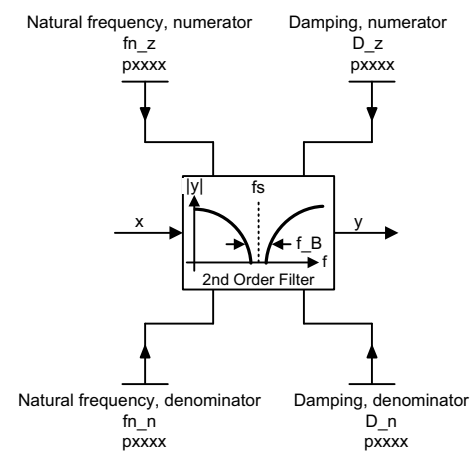 Natural frequency, numerator
fn_z
pxxxx
Damping, numerator
D_z
pxxxx
|y|
fs
x
y
f_B
f
2nd Order Filter
Natural frequency, denominator
fn_n
pxxxx
Damping, denominator
D_n
pxxxx